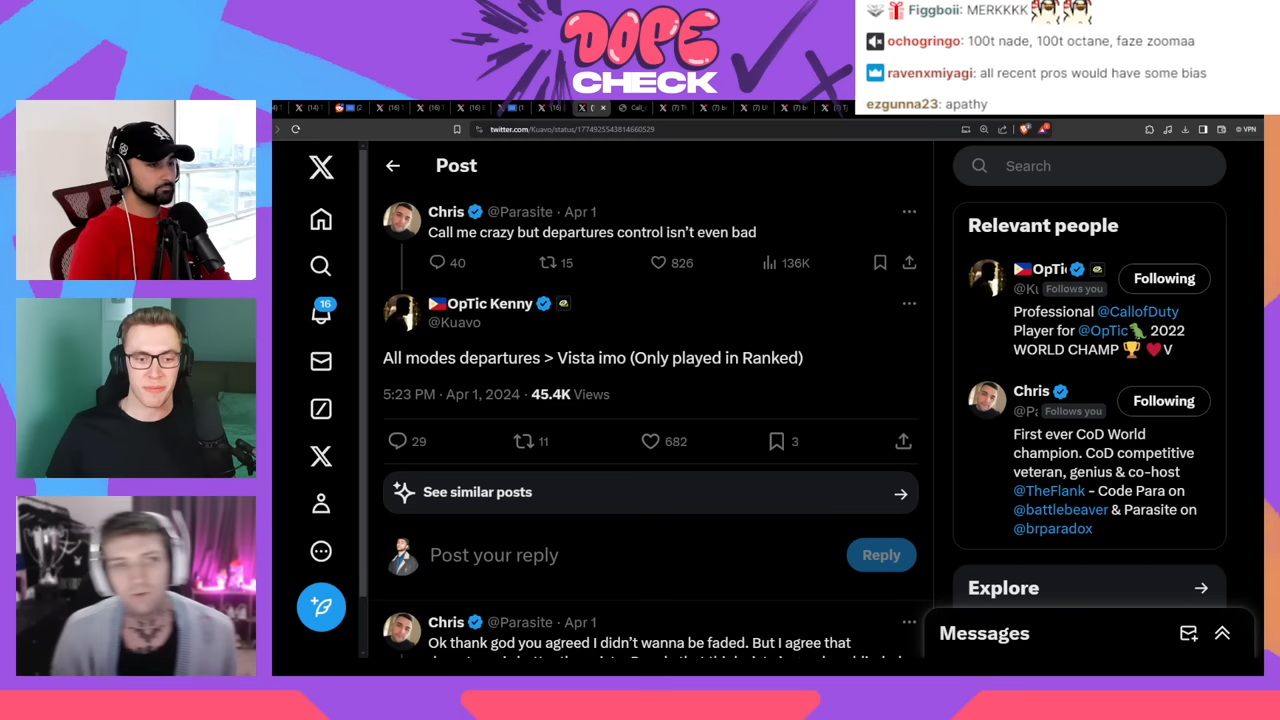 DOPE
CHECK
Figgboii: MERKKKK
ochogringo: 100t nade, 100t octane, faze zoomaa
ravenxmiyagi: all recent pros would have some bias
ezgunna23: apathy
twitter.com/Kuavo/status/1774925543814660529
VPN
Post
Search
Chris @Parasite · Apr 1
Call me crazy but departures control isn't even bad
40 15 826 136K
OpTic Kenny
@Kuavo
All modes departures > Vista imo (Only played in Ranked)
5:23 PM · Apr 1, 2024 · 45.4K Views
29 11 682 3
See similar posts
Post your reply
Reply
Chris @Parasite · Apr 1
Ok thank god you agreed I didn't wanna be faded. But I agree that
16
Relevant people
OpTi
Following
@Kı Follows you
Professional @CallofDuty
Player for @OpTic 2022
WORLD CHAMP V
Chris
Following
@Pa Follows you
First ever CoD World
champion. CoD competitive
veteran, genius & co-host
@TheFlank - Code Para on
@battlebeaver & Parasite on
@brparadox
Explore
Messages